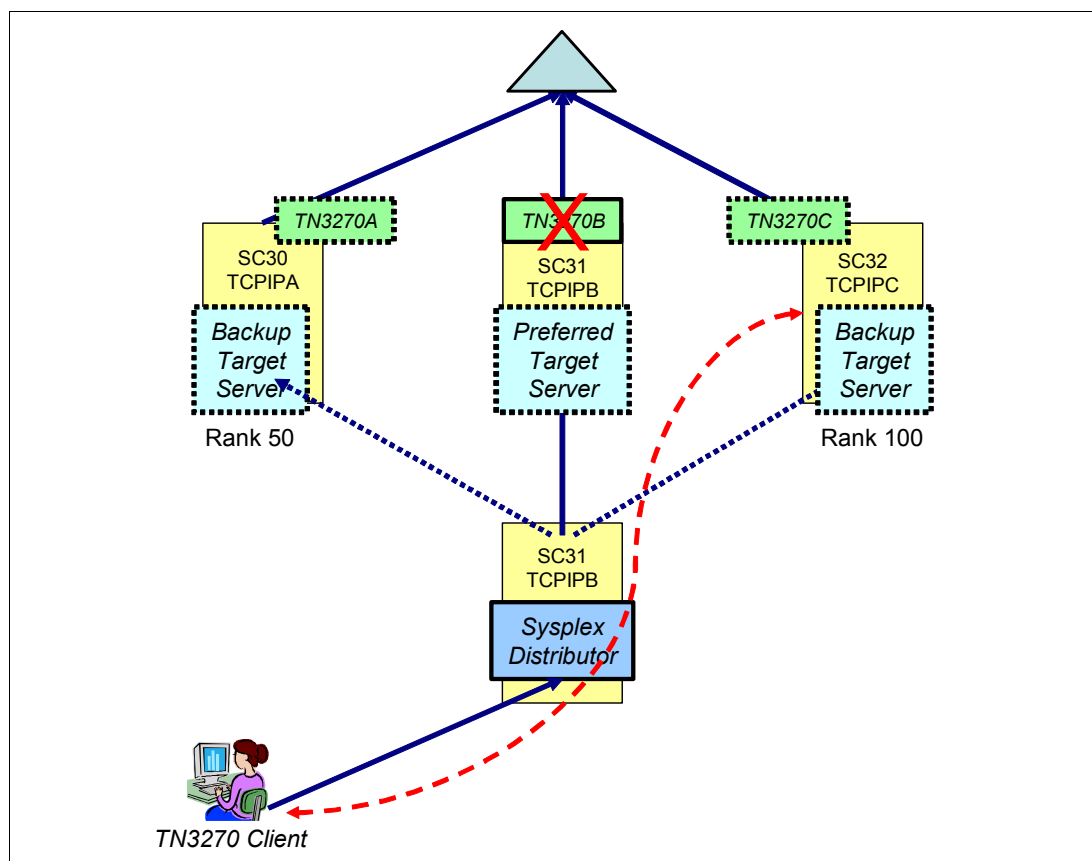 TN3270A
TN3270B
TN3270C
SC30
TCPIPA
SC31
TCPIPB
SC32
TCPIPC
Backup
Target
Server
Preferred
Target
Server
Backup
Target
Server
Rank 50
Rank 100
SC31
TCPIPB
Sysplex
Distributor
TN3270 Client